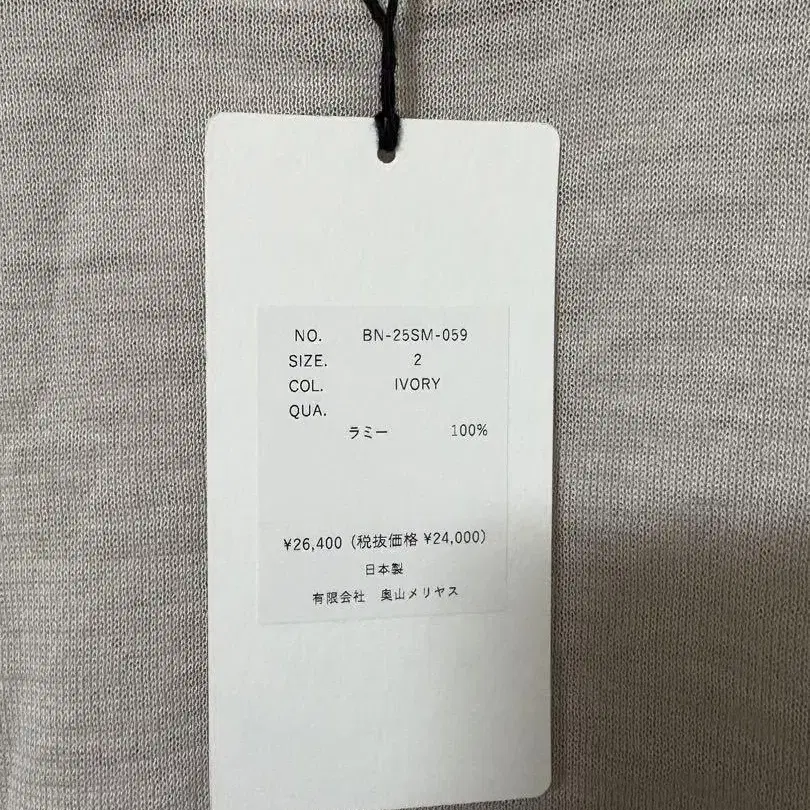 NO. BN-25SM-059
SIZE. 2
COL. IVORY
QUA.
ラミー 100%
¥26,400 (税抜価格 ¥24,000)
日本製
有限会社 奥山メリヤス